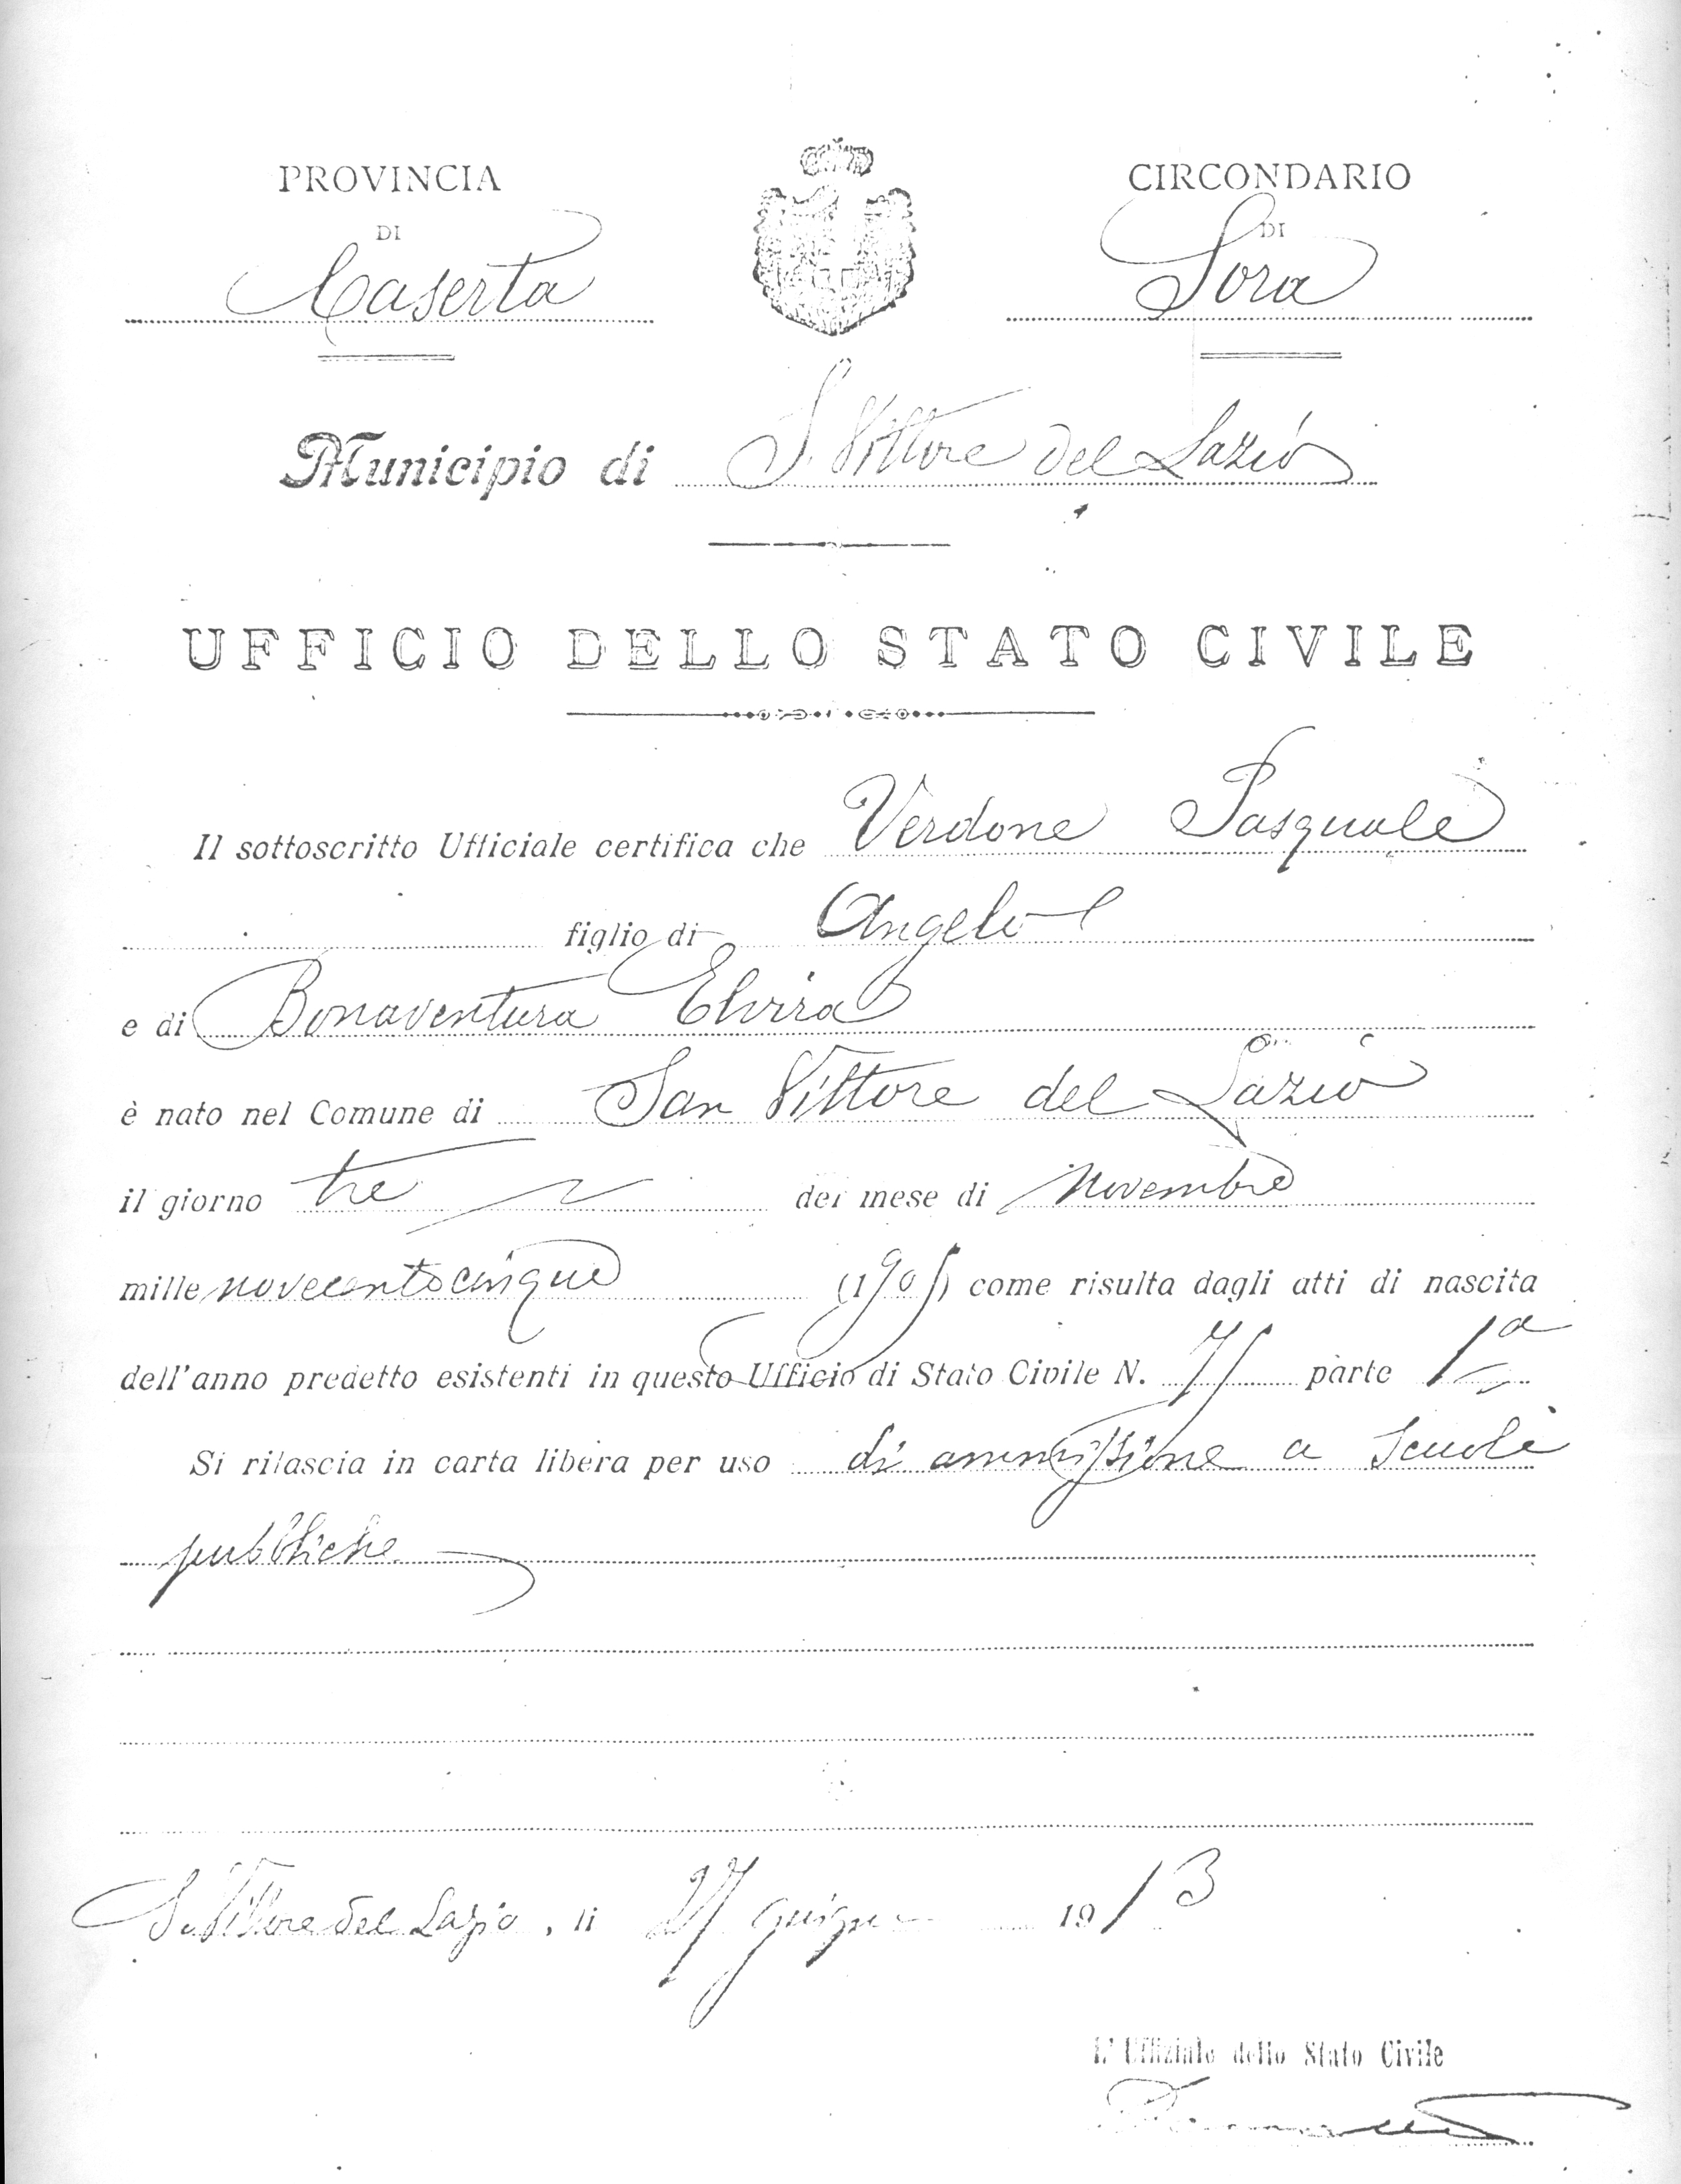 PROVINCIA
DI
Caserta
CIRCONDARIO
DI
Sora
Municipio di S. Vittore del Lazio
UFFICIO DELLO STATO CIVILE
Il sottoscritto Ufficiale certifica che Verdone Pasquale
figlio di Angelo
e di Bonaventura Elvira
è nato nel Comune di San Vittore del Lazio
il giorno tre del mese di Novembre
mille novecentocinque (1905) come risulta dagli atti di nascita
dell'anno predetto esistenti in questo Ufficio di Stato Civile N. parte 1a
Si rilascia in carta libera per uso di ammissione a Scuole
pubbliche
S. Vittore del Lazio, li giugno 1913
L'Uffiziale dello Stato Civile